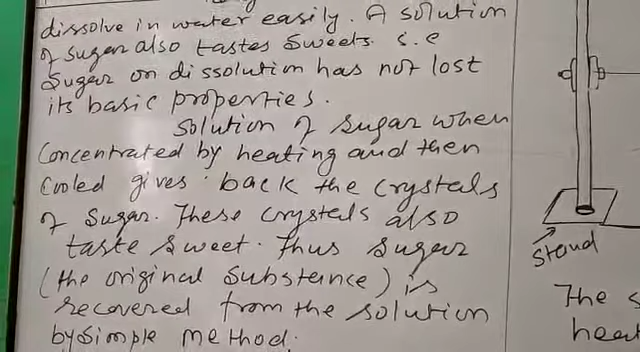 dissolve in water easily. A solution
of sugar also tastes sweets. i.e
Sugar on dissolution has not lost
its basic properties.
Solution of sugar when
Concentrated by heating and then
Cooled gives back the crystals
of sugar. These crystals also
taste sweet. Thus sugar
(the original substance) is
recovered from the solution
by simple method.
stand
The s
heat